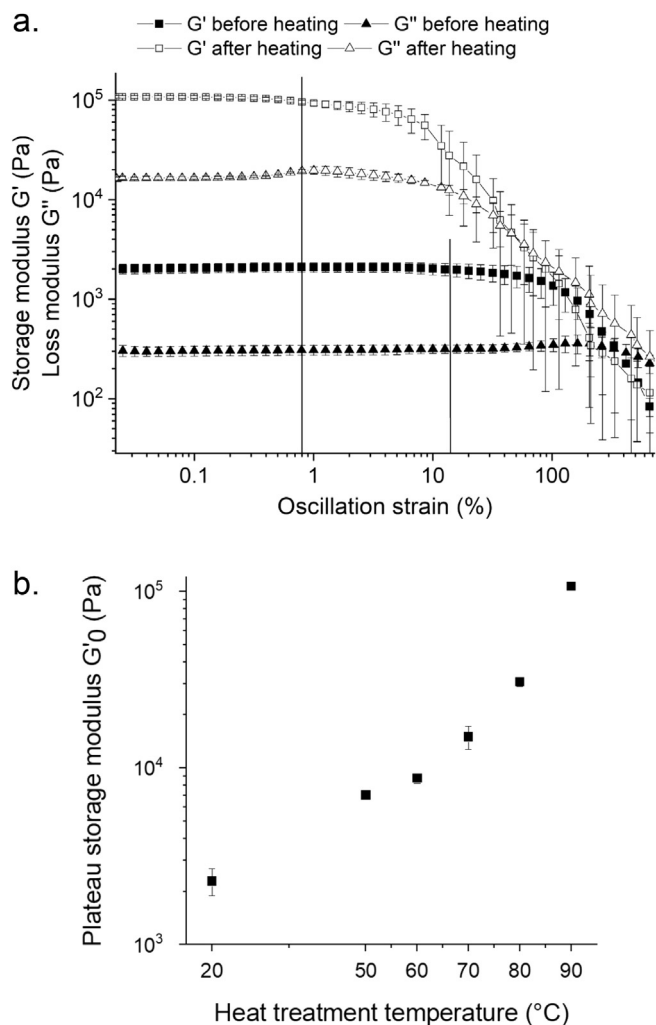 a.
G' before heating G" before heating
G' after heating G" after heating
Storage modulus G' (Pa)
Loss modulus G" (Pa)
10^5
10^4
10^3
10^2
0.1 1 10 100
Oscillation strain (%)
b.
Plateau storage modulus G'0 (Pa)
10^5
10^4
10^3
20 50 60 70 80 90
Heat treatment temperature (°C)